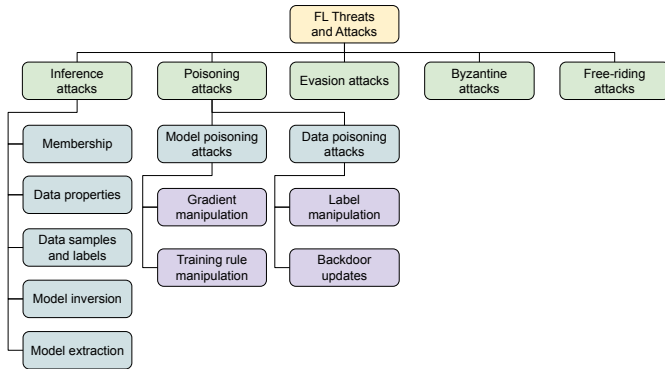 FL Threats
and Attacks
Inference
attacks
Poisoning
attacks
Evasion attacks
Byzantine
attacks
Free-riding
attacks
Membership
Data properties
Data samples
and labels
Model inversion
Model extraction
Model poisoning
attacks
Data poisoning
attacks
Gradient
manipulation
Training rule
manipulation
Label
manipulation
Backdoor
updates